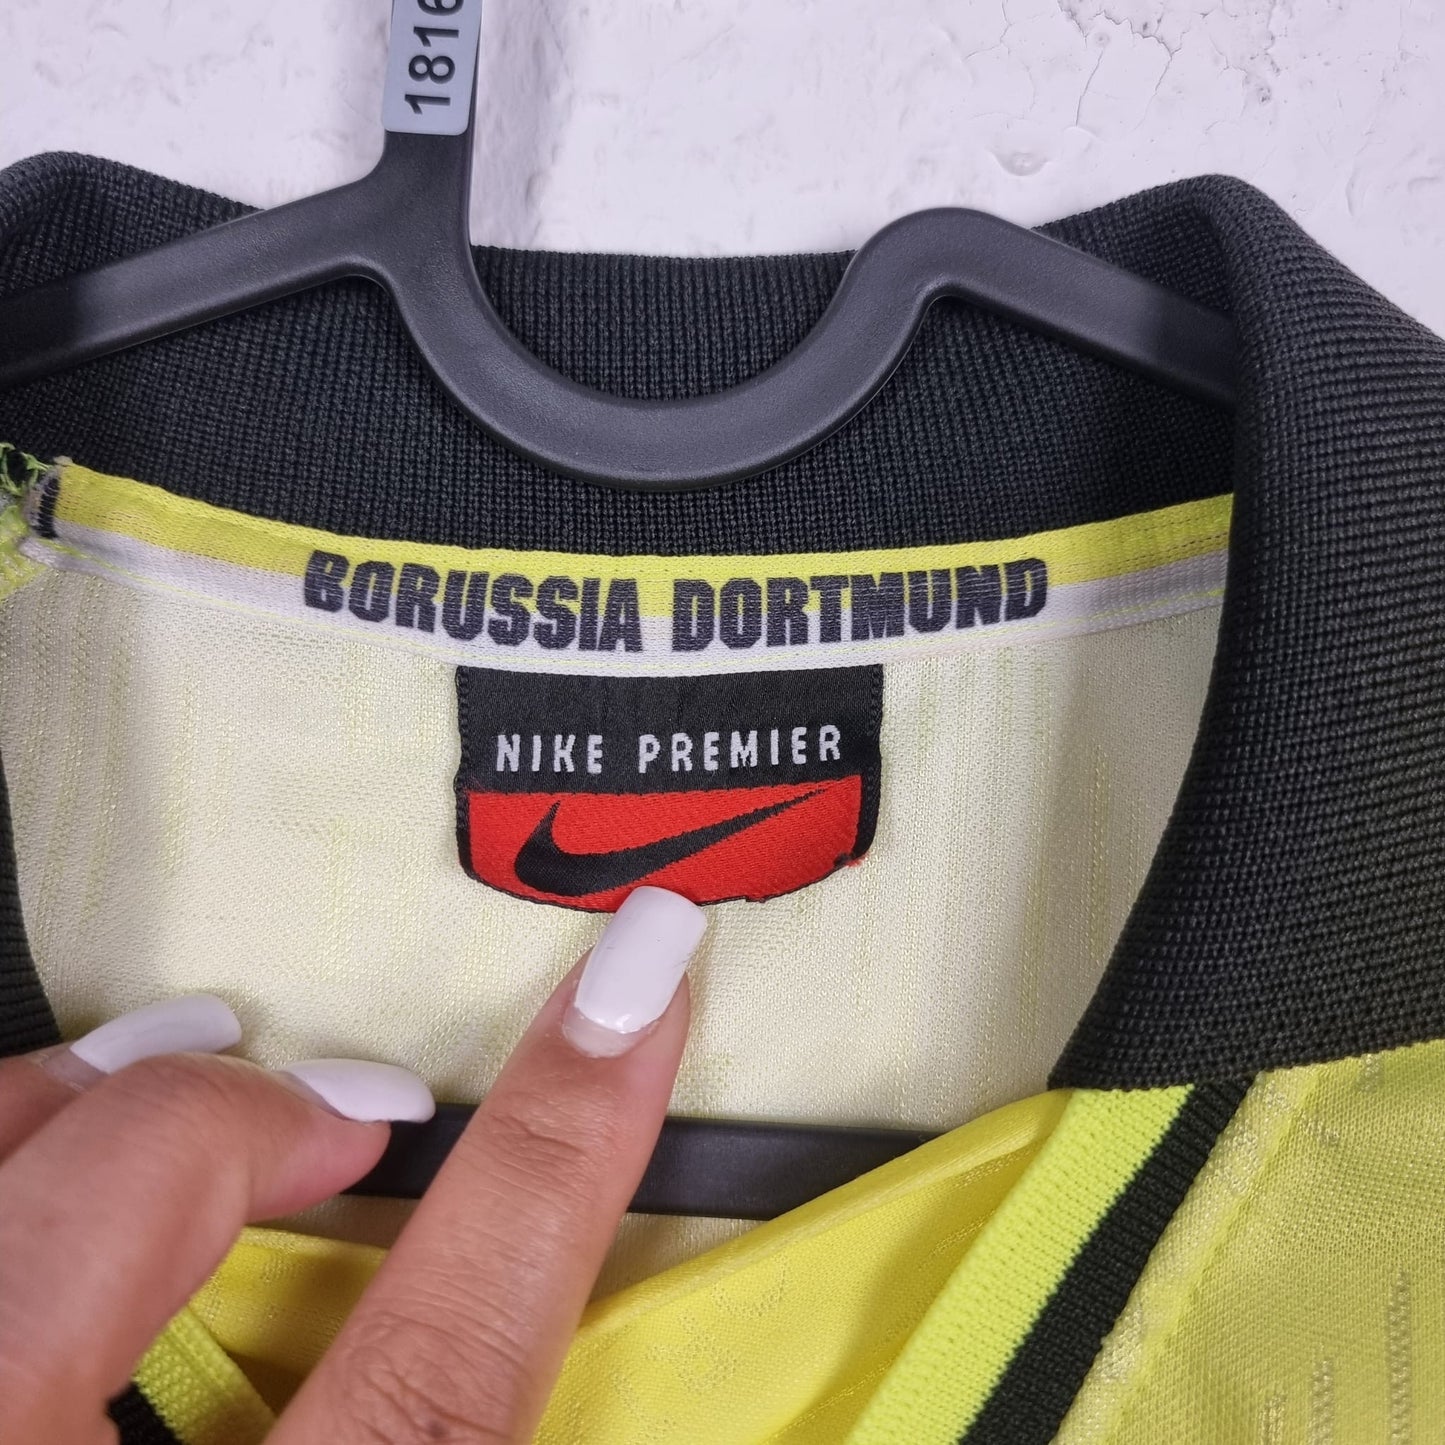 1816
BORUSSIA DORTMUND
NIKE PREMIER